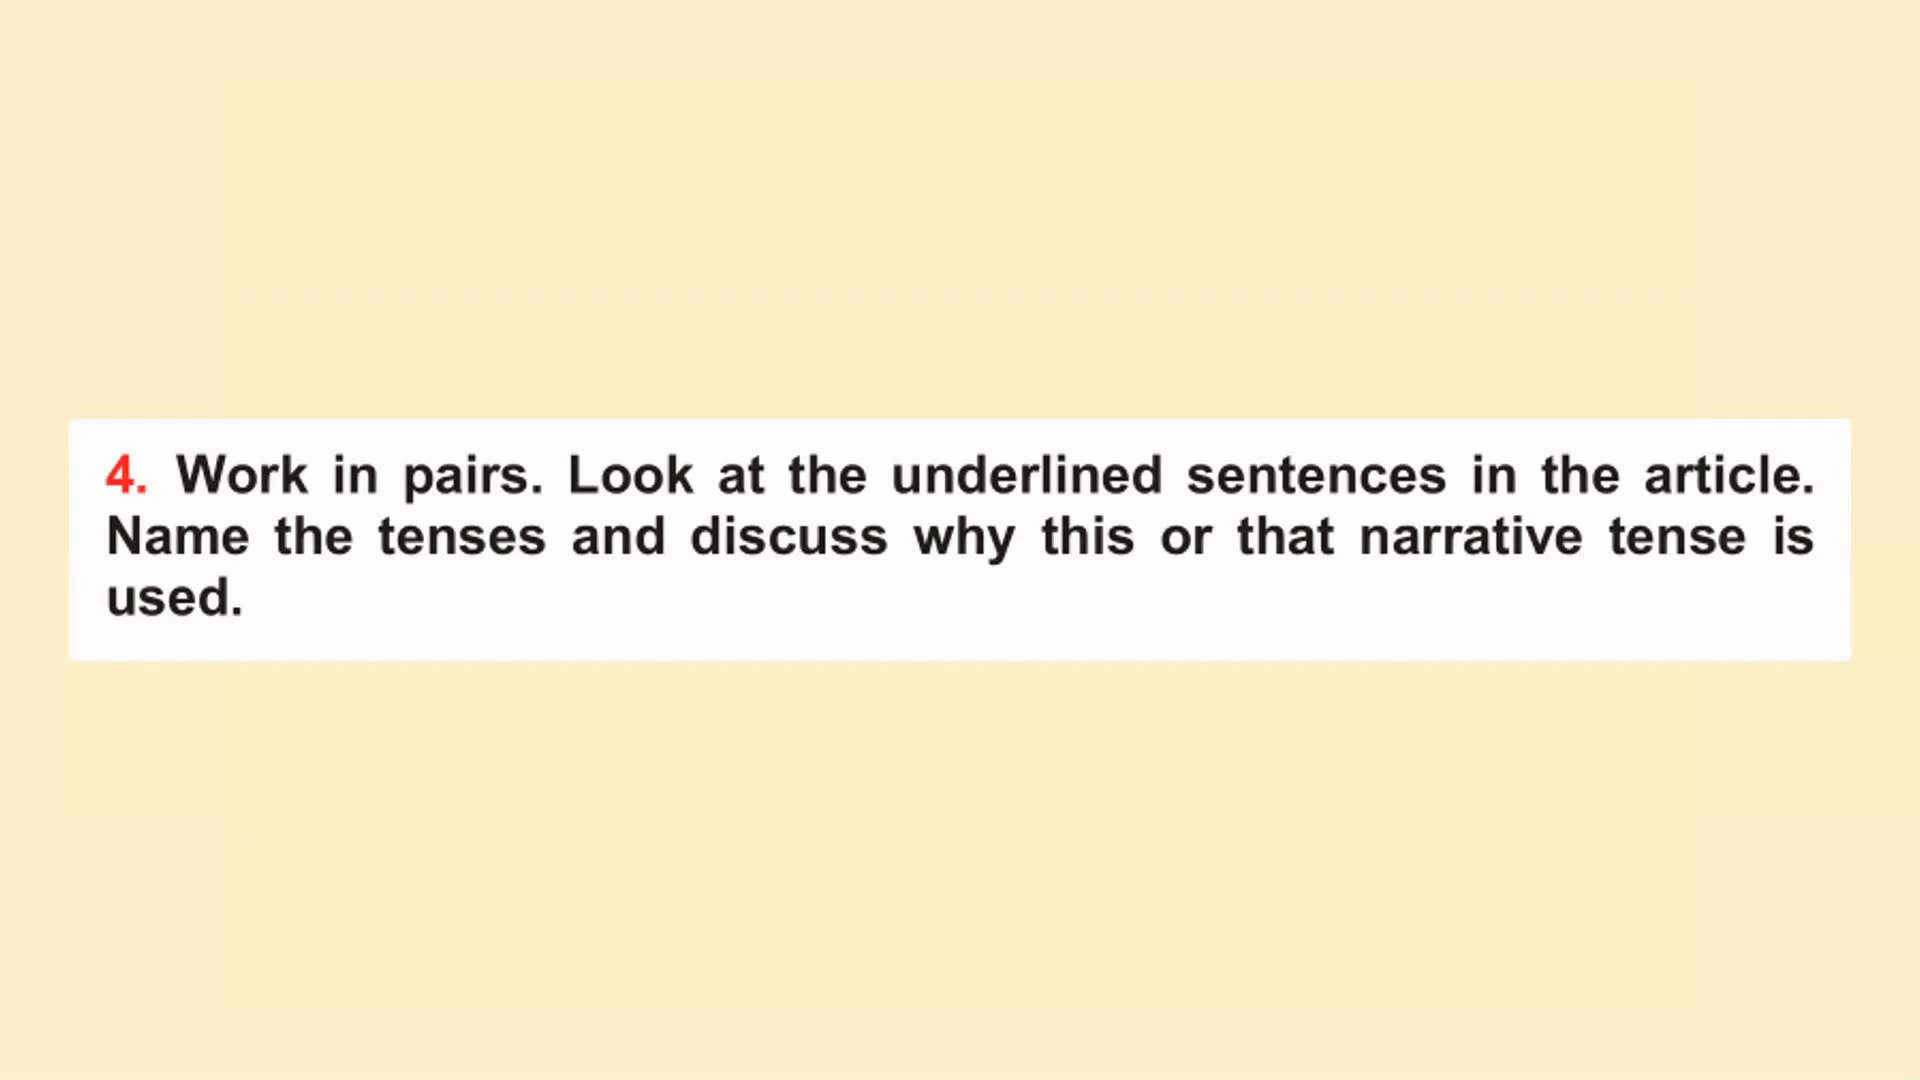 4. Work in pairs. Look at the underlined sentences in the article.
Name the tenses and discuss why this or that narrative tense is
used.